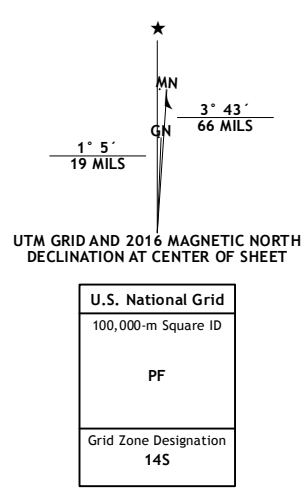 ★
MN
3° 43´
66 MILS
GN
1° 5´
19 MILS
UTM GRID AND 2016 MAGNETIC NORTH
DECLINATION AT CENTER OF SHEET
U.S. National Grid
100,000-m Square ID
PF
Grid Zone Designation
14S